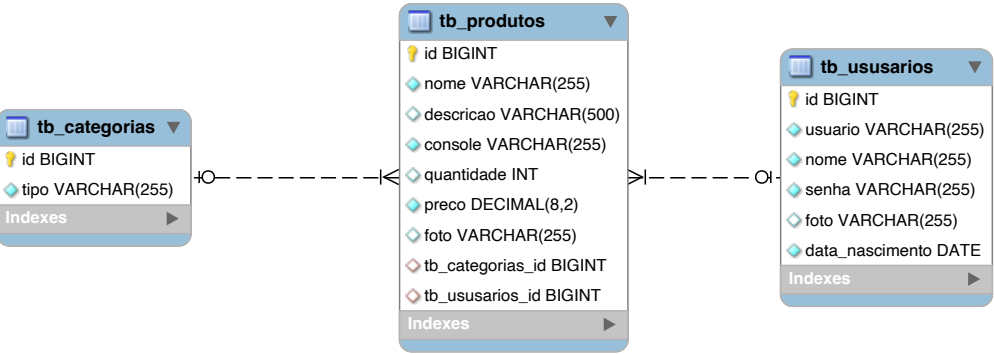 tb_categorias
id BIGINT
tipo VARCHAR(255)
Indexes
tb_produtos
id BIGINT
nome VARCHAR(255)
descricao VARCHAR(500)
console VARCHAR(255)
quantidade INT
preco DECIMAL(8,2)
foto VARCHAR(255)
tb_categorias_id BIGINT
tb_ususarios_id BIGINT
Indexes
tb_ususarios
id BIGINT
usuario VARCHAR(255)
nome VARCHAR(255)
senha VARCHAR(255)
foto VARCHAR(255)
data_nascimento DATE
Indexes